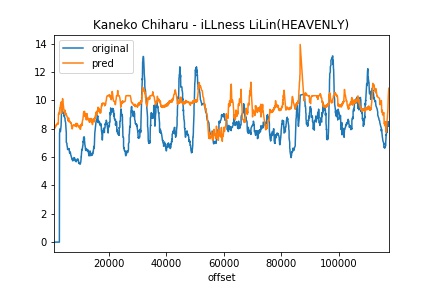 Kaneko Chiharu - iLLness LiLin(HEAVENLY)
original
pred
14
12
10
8
6
4
2
0
20000 40000 60000 80000 100000
offset